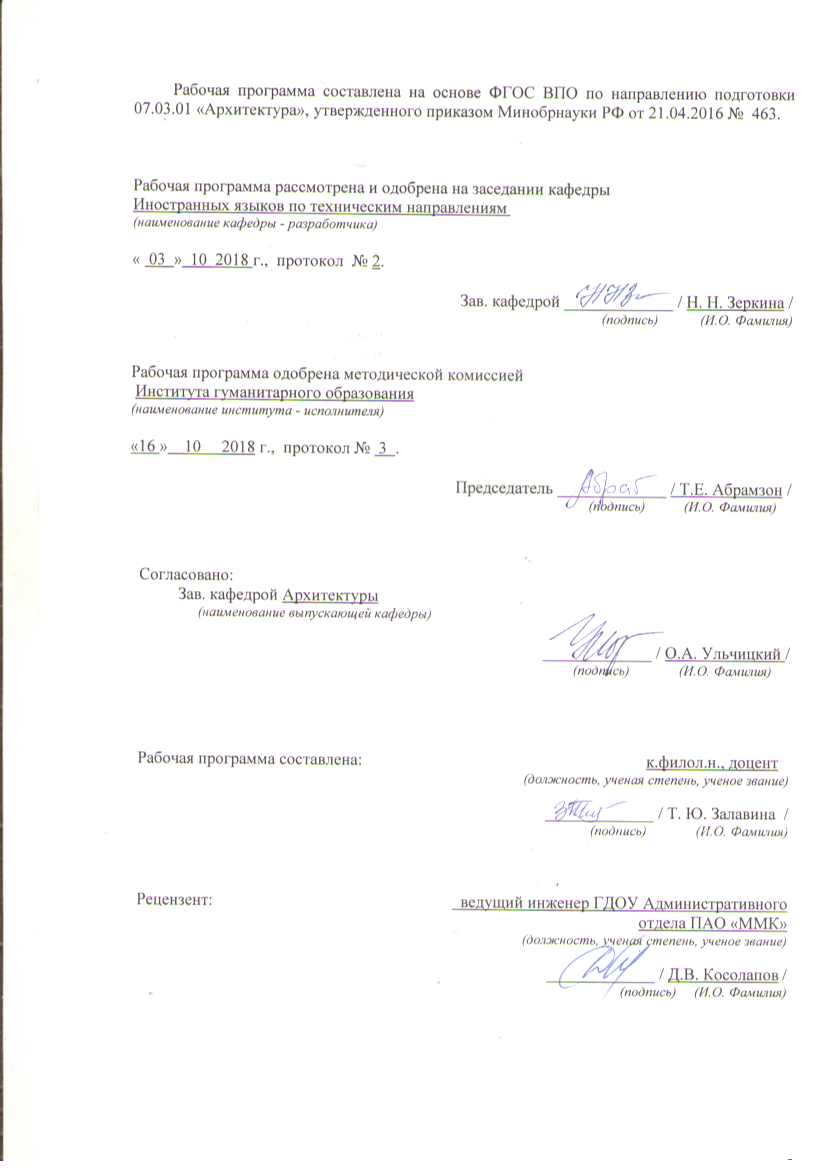 Рабочая программа составлена на основе ФГОС ВПО по направлению подготовки
07.03.01 «Архитектура», утвержденного приказом Минобрнауки РФ от 21.04.2016 № 463.
Рабочая программа рассмотрена и одобрена на заседании кафедры
Иностранных языков по техническим направлениям
(наименование кафедры - разработчика)
« 03 » 10 2018 г., протокол № 2.
Зав. кафедрой ____________ / Н. Н. Зеркина /
(подпись) (И.О. Фамилия)
Рабочая программа одобрена методической комиссией
Института гуманитарного образования
(наименование института - исполнителя)
«16 » 10 2018 г., протокол № 3 .
Председатель ____________ / Т.Е. Абрамзон /
(подпись) (И.О. Фамилия)
Согласовано:
Зав. кафедрой Архитектуры
(наименование выпускающей кафедры)
____________ / О.А. Ульчицкий /
(подпись) (И.О. Фамилия)
Рабочая программа составлена: к.филол.н., доцент
(должность, ученая степень, ученое звание)
____________ / Т. Ю. Залавина /
(подпись) (И.О. Фамилия)
Рецензент: ведущий инженер ГДОУ Административного
отдела ПАО «ММК»
(должность, ученая степень, ученое звание)
____________ / Д.В. Косолапов /
(подпись) (И.О. Фамилия)